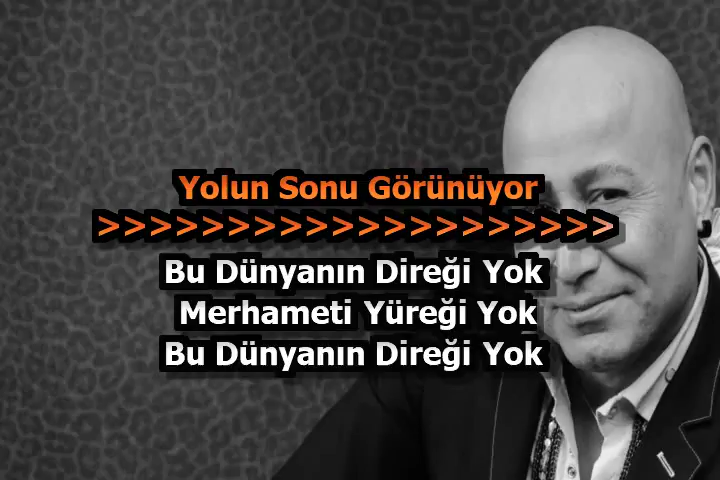 Yolun Sonu Görünüyor
>>>>>>>>>>>>>>>>>>>>
Bu Dünyanın Direği Yok
Merhameti Yüreği Yok
Bu Dünyanın Direği Yok